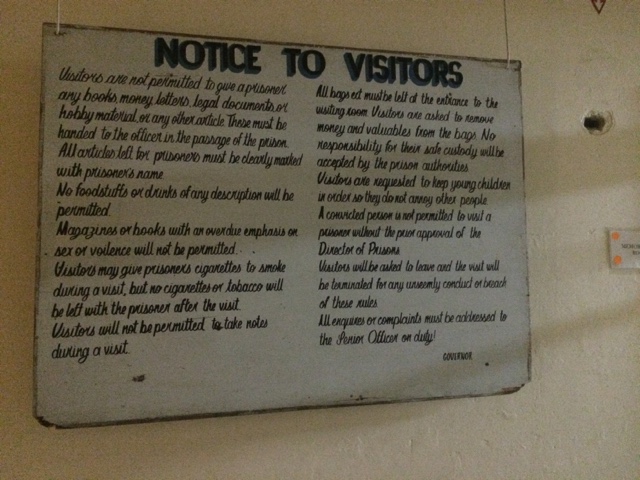 NOTICE TO VISITORS
Visitors are not permitted to give a prisoner
any books, money, letters, legal documents or
hobby material, or any other article These must be
handed to the officer in the passage of the prison.
All articles left for prisoners must be clearly marked
with prisoner's name
No foodstuffs or drinks of any description will be
permitted.
Magazines or books with an overdue emphasis on
sex or voilence will not be permitted...
Visitors may give prisoners cigarettes to smoke
during a visit, but no cigarettes or tobacco will
be left with the prisoner after the visit.
Visitors will not be permitted to take notes
during a visit.
All bags ect must be left at the entrance to the
visiting room Visitors are asked to remove
money and valuables from the bags No
responsibility for their safe custody will be
accepted by the prison authorities
Visitors are requested to keep young children
in order so they do not annoy other people
A convicted person is not permitted to visit a
prisoner without the prior approval of the
Director of Prisons
Visitors will be asked to leave and the visit will
be terminated for any unseemly conduct or breach
of these rules
All enquires or complaints must be addressed to
the Senior Officer on duty!
GOVERNOR